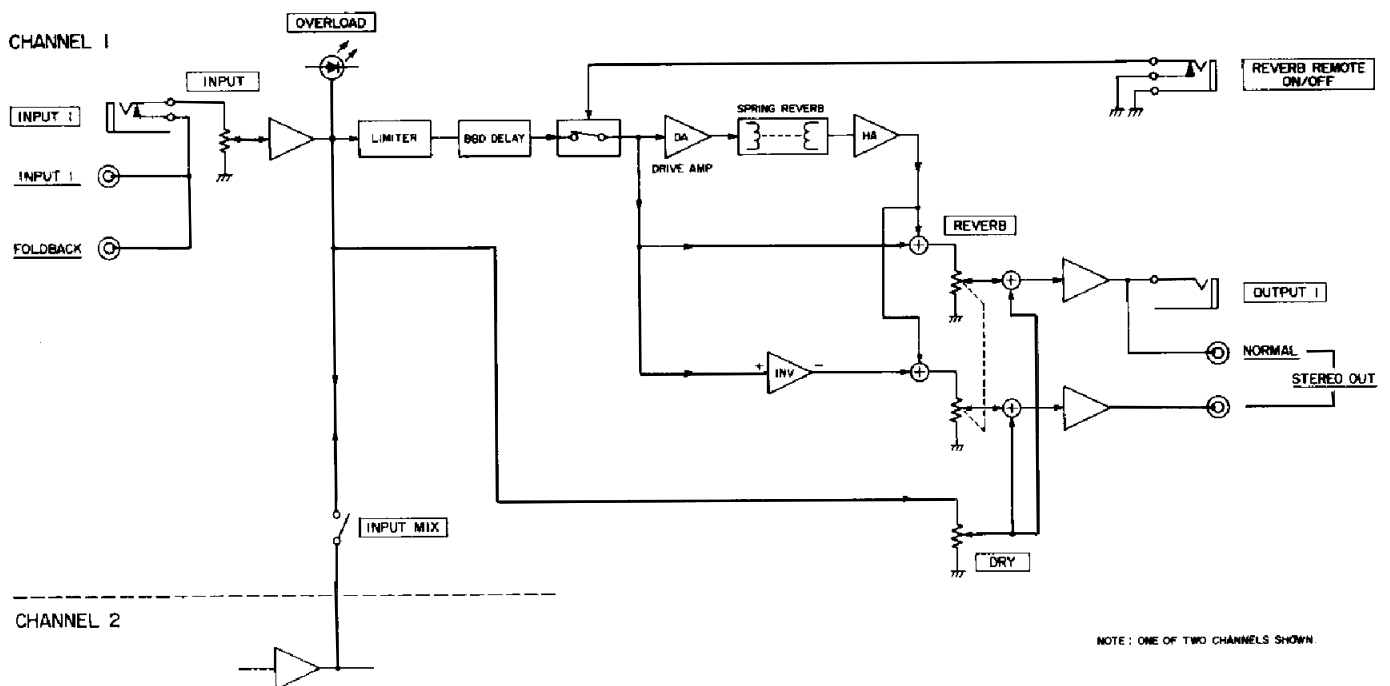 CHANNEL 1
OVERLOAD
INPUT
REVERB REMOTE
ON/OFF
INPUT 1
SPRING REVERB
LIMITER
BBD DELAY
DA
HA
DRIVE AMP
INPUT 1
FOLDBACK
REVERB
OUTPUT 1
NORMAL
STEREO OUT
+ INV −
INPUT MIX
DRY
CHANNEL 2
NOTE : ONE OF TWO CHANNELS SHOWN.